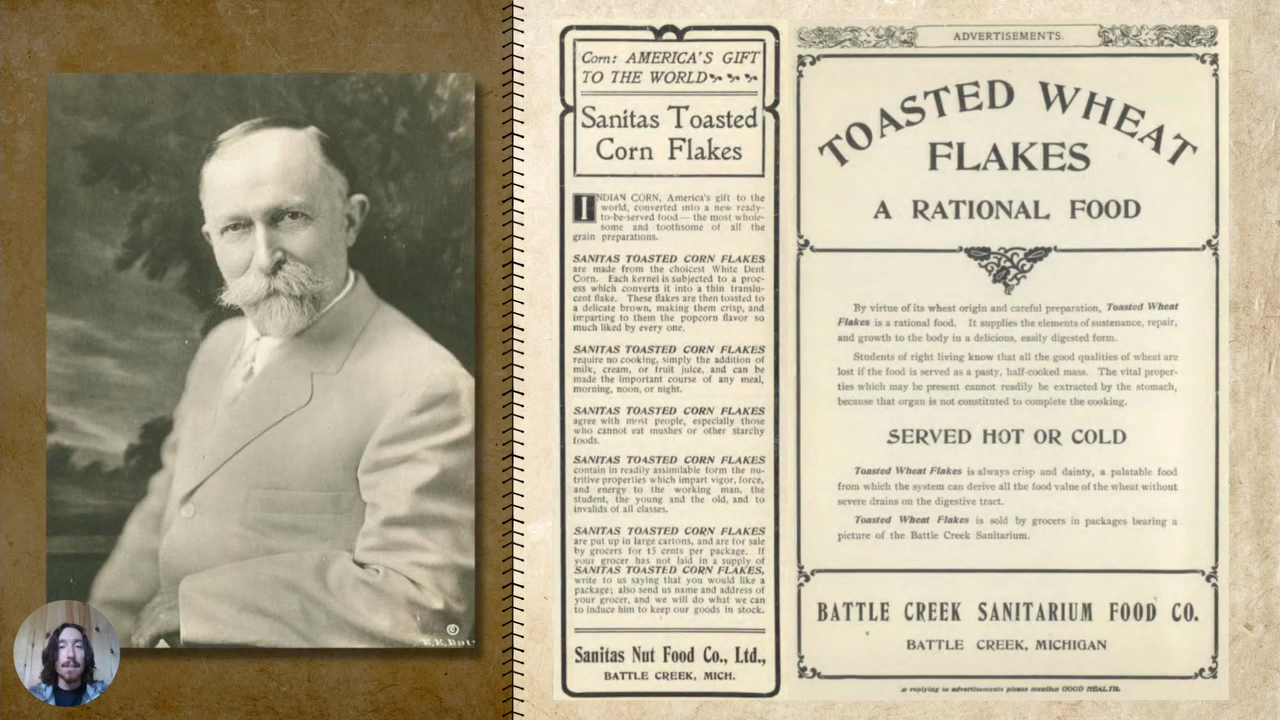 ©
Corn: AMERICA'S GIFT
TO THE WORLD
Sanitas Toasted
Corn Flakes
INDIAN CORN, America's gift to the
world, converted into a new ready-
to-be-served food — the most whole-
some and toothsome of all the
grain preparations.
SANITAS TOASTED CORN FLAKES
are made from the choicest White Dent
Corn. Each kernel is subjected to a proc-
ess which converts it into a thin translu-
cent flake. These flakes are then toasted to
a delicate brown, making them crisp, and
imparting to them the popcorn flavor so
much liked by every one.
SANITAS TOASTED CORN FLAKES
require no cooking, simply the addition of
milk, cream, or fruit juice, and can be
made the important course of any meal,
morning, noon, or night.
SANITAS TOASTED CORN FLAKES
agree with most people, especially those
who cannot eat mushes or other starchy
foods.
SANITAS TOASTED CORN FLAKES
contain in readily assimilable form the nu-
tritive properties which impart vigor, force,
and energy to the working man, the
student, the young and the old, and to
invalids of all classes.
SANITAS TOASTED CORN FLAKES
are put up in large cartons, and are for sale
by grocers for 15 cents per package. If
your grocer has not laid in a supply of
SANITAS TOASTED CORN FLAKES,
write to us saying that you would like a
package; also send us name and address of
your grocer, and we will do what we can
to induce him to keep our goods in stock.
Sanitas Nut Food Co., Ltd.,
BATTLE CREEK, MICH.
ADVERTISEMENTS.
TOASTED WHEAT
FLAKES
A RATIONAL FOOD
By virtue of its wheat origin and careful preparation, Toasted Wheat
Flakes is a rational food. It supplies the elements of sustenance, repair,
and growth to the body in a delicious, easily digested form.
Students of right living know that all the good qualities of wheat are
lost if the food is served as a pasty, half-cooked mass. The vital proper-
ties which may be present cannot readily be extracted by the stomach,
because that organ is not constituted to complete the cooking.
SERVED HOT OR COLD
Toasted Wheat Flakes is always crisp and dainty, a palatable food
from which the system can derive all the food value of the wheat without
severe drains on the digestive tract.
Toasted Wheat Flakes is sold by grocers in packages bearing a
picture of the Battle Creek Sanitarium.
BATTLE CREEK SANITARIUM FOOD CO.
BATTLE CREEK, MICHIGAN
replying to advertisements please mention GOOD HEALTH.